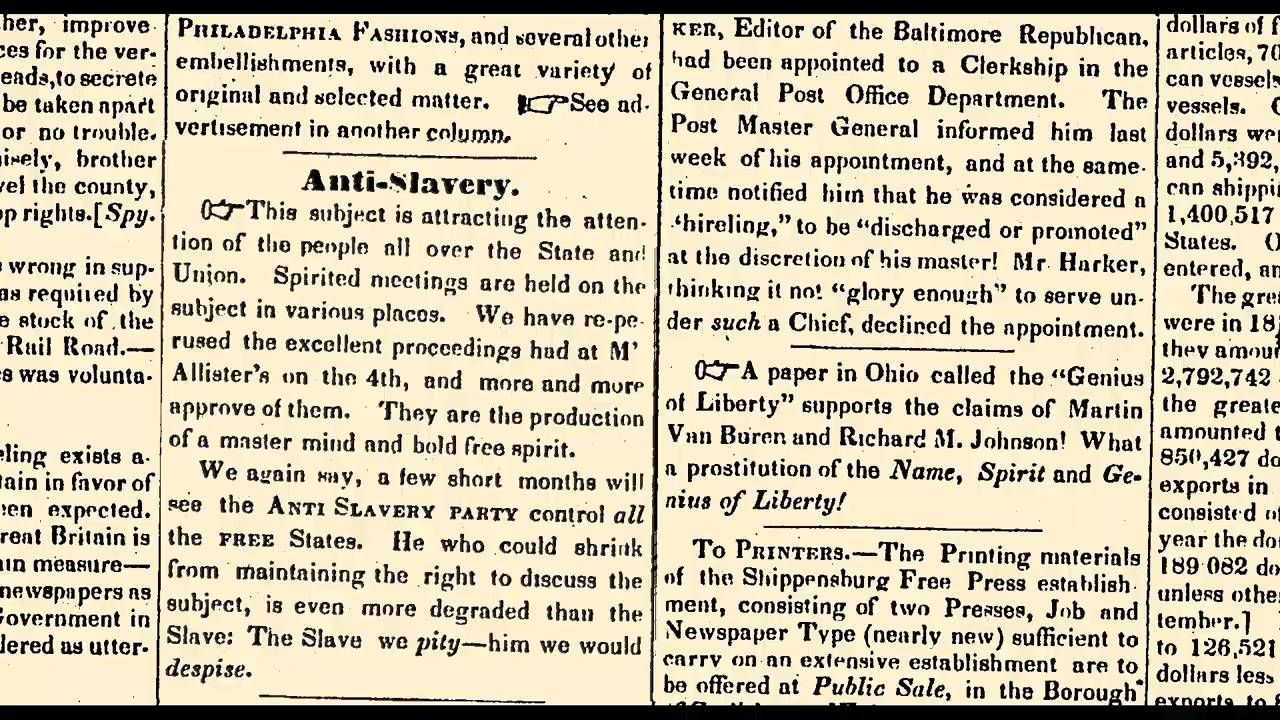 her, improve
ces for the ver-
eads, to secrete
be taken apart
or no trouble.
isely, brother
vel the county,
op rights.[Spy.
wrong in sup-
as required by
e stock of the
Rail Road.—
s was volunta-
ling exists a-
tain in favor of
en expected.
reat Britain is
in measure—
newspapers as
Government in
dered as utter-
PHILADELPHIA FASHIONS, and several other
embellishments, with a great variety of
original and selected matter. ☞See ad-
vertisement in another column.
Anti-Slavery.
☞This subject is attracting the atten-
tion of the people all over the State and
Union. Spirited meetings are held on the
subject in various places. We have re-pe-
rused the excellent proceedings had at M'
Allister's on the 4th, and more and more
approve of them. They are the production
of a master mind and bold free spirit.
We again say, a few short months will
see the ANTI SLAVERY PARTY control all
the FREE States. He who could shrink
from maintaining the right to discuss the
subject, is even more degraded than the
Slave: The Slave we pity—him we would
despise.
KER, Editor of the Baltimore Republican,
had been appointed to a Clerkship in the
General Post Office Department. The
Post Master General informed him last
week of his appointment, and at the same-
time notified him that he was considered a
"hireling," to be "discharged or promoted"
at the discretion of his master! Mr. Harker,
thinking it not "glory enough" to serve un-
der such a Chief, declined the appointment.
☞A paper in Ohio called the "Genius
of Liberty" supports the claims of Martin
Van Buren and Richard M. Johnson! What
a prostitution of the Name, Spirit and Ge-
nius of Liberty!
TO PRINTERS.—The Printing materials
of the Shippensburg Free Press establish-
ment, consisting of two Presses, Job and
Newspaper Type (nearly new) sufficient to
carry on an extensive establishment are to
be offered at Public Sale, in the Borough
dollars of f
articles, 70
can vessels
vessels.
dollars wer
and 5,392,
can shippi
1,400,517
States.
entered, an
The gre
were in 18
they amou
2,792,742
the greate
amounted t
850,427 do
exports in
consisted of
year the do
189 082 do
unless othe
tember.]
to 126,521
dollars less
exports to